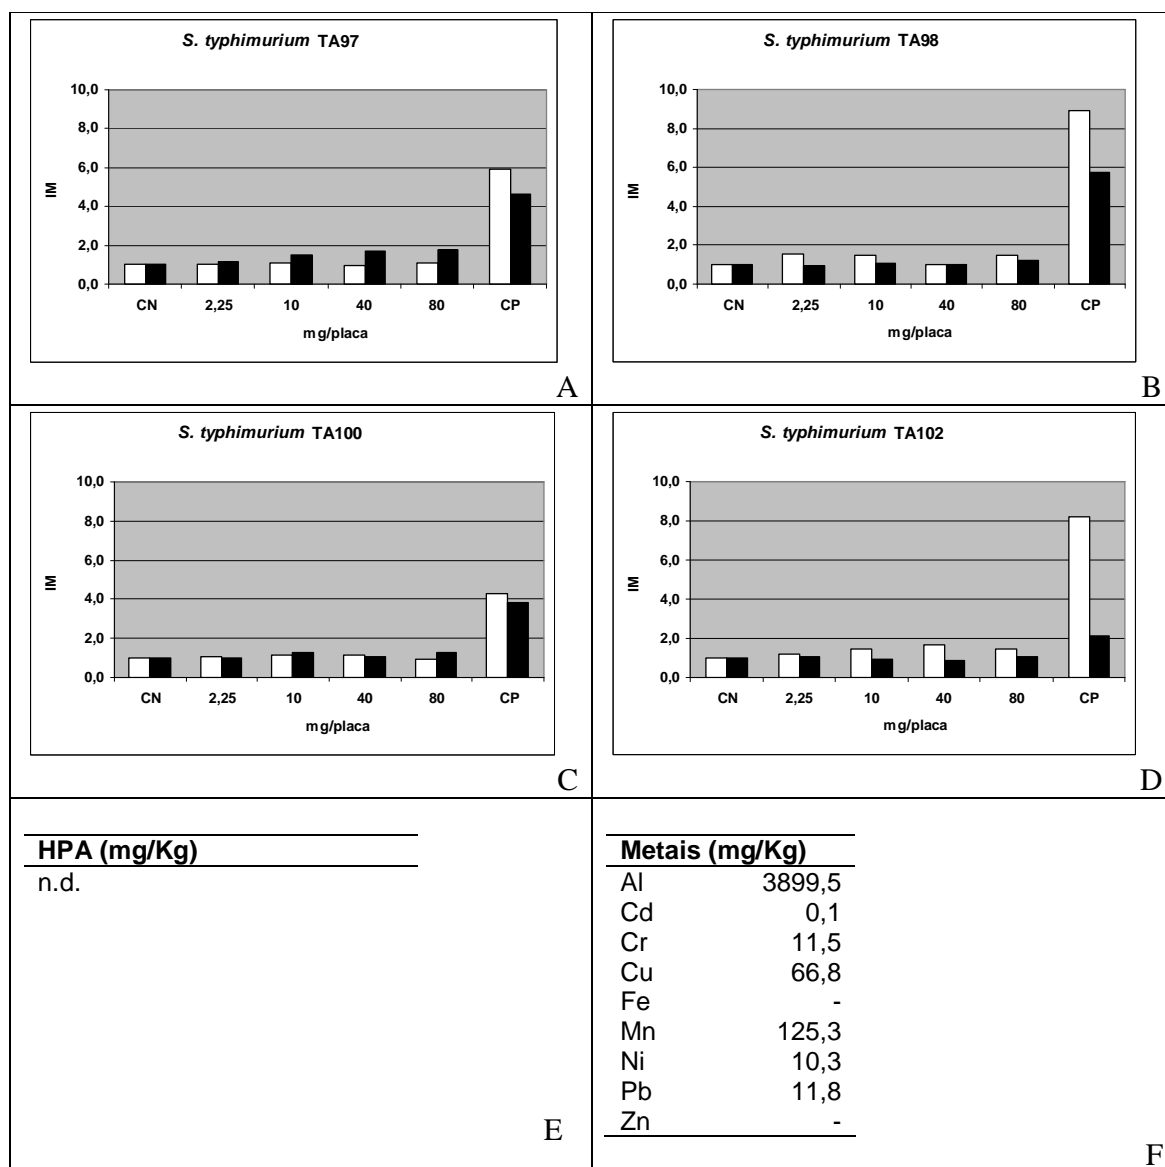 S. typhimurium TA97
10,0
8,0
6,0
4,0
2,0
0,0
IM
CN 2,25 10 40 80 CP
mg/placa
A
S. typhimurium TA98
10,0
8,0
6,0
4,0
2,0
0,0
IM
CN 2,25 10 40 80 CP
mg/placa
B
S. typhimurium TA100
10,0
8,0
6,0
4,0
2,0
0,0
IM
CN 2,25 10 40 80 CP
mg/placa
C
S. typhimurium TA102
10,0
8,0
6,0
4,0
2,0
0,0
IM
CN 2,25 10 40 80 CP
mg/placa
D
HPA (mg/Kg)
n.d.
E
Metais (mg/Kg)
Al 3899,5
Cd 0,1
Cr 11,5
Cu 66,8
Fe -
Mn 125,3
Ni 10,3
Pb 11,8
Zn -
F